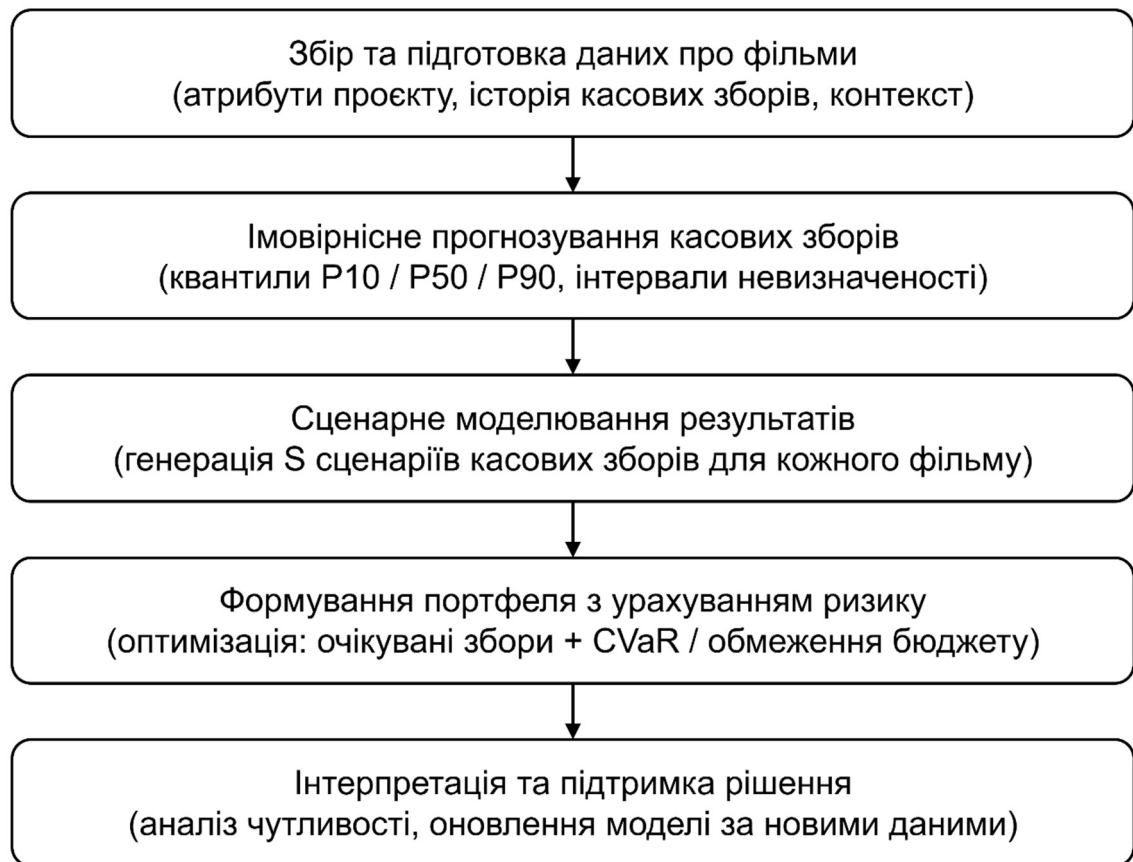 Збір та підготовка даних про фільми
(атрибути проєкту, історія касових зборів, контекст)
Імовірнісне прогнозування касових зборів
(квантили P10 / P50 / P90, інтервали невизначеності)
Сценарне моделювання результатів
(генерація S сценаріїв касових зборів для кожного фільму)
Формування портфеля з урахуванням ризику
(оптимізація: очікувані збори + CVaR / обмеження бюджету)
Інтерпретація та підтримка рішення
(аналіз чутливості, оновлення моделі за новими даними)